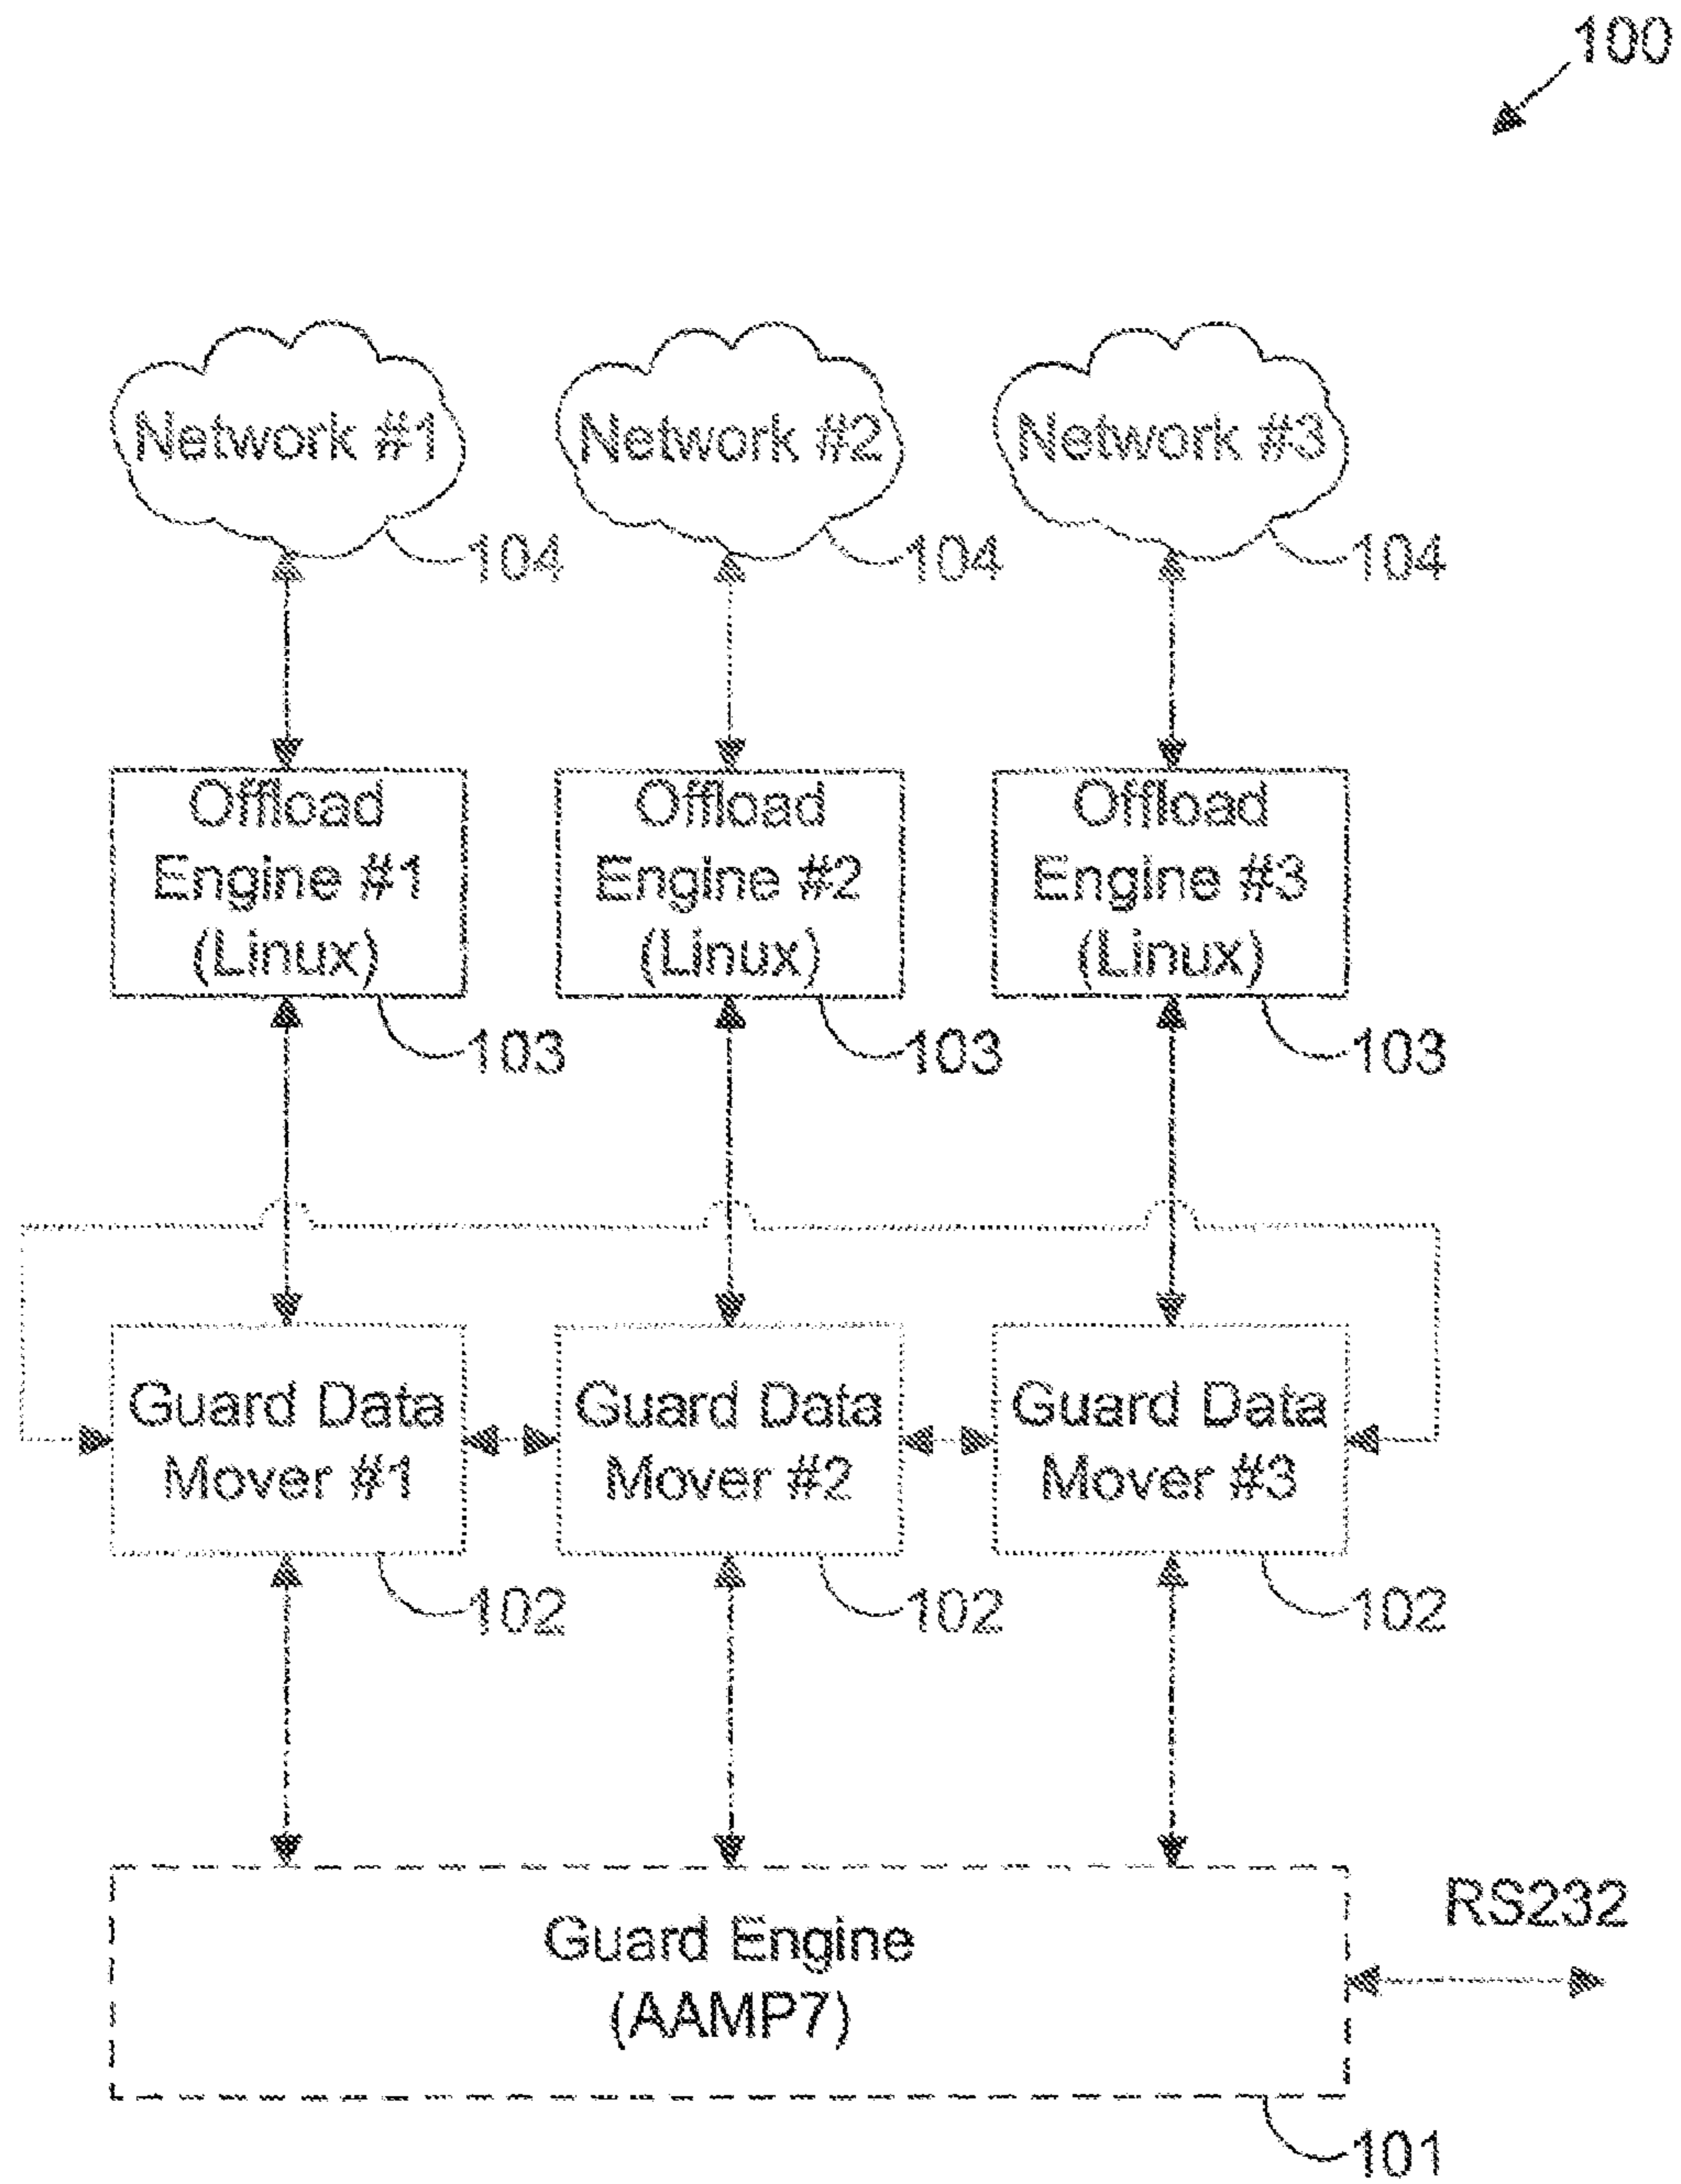 100
Network #1
Network #2
Network #3
104
104
104
Offload
Engine #1
(Linux)
Offload
Engine #2
(Linux)
Offload
Engine #3
(Linux)
103
103
103
Guard Data
Mover #1
Guard Data
Mover #2
Guard Data
Mover #3
102
102
102
Guard Engine
(AAMP7)
RS232
101